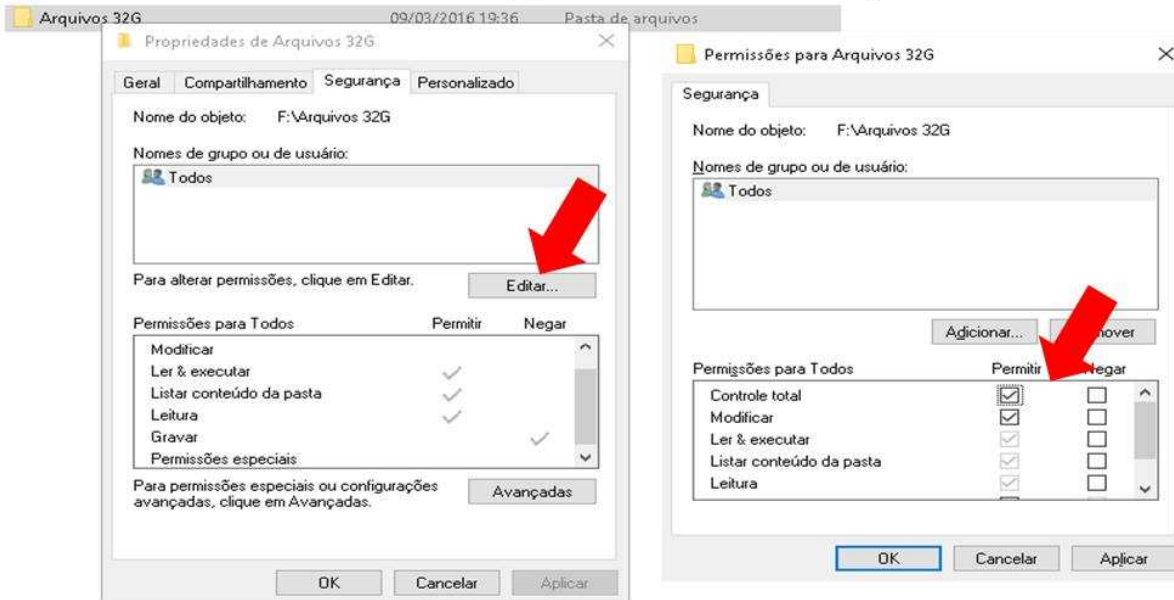 Arquivos 32G 09/03/2016 19:36 Pasta de arquivos
Propriedades de Arquivos 32G
Geral Compartilhamento Segurança Personalizado
Nome do objeto: F:\Arquivos 32G
Nomes de grupo ou de usuário:
Todos
Para alterar permissões, clique em Editar.
Editar...
Permissões para Todos Permitir Negar
Modificar
Ler & executar
Listar conteúdo da pasta
Leitura
Gravar
Permissões especiais
Para permissões especiais ou configurações
avançadas, clique em Avançadas.
Avançadas
OK Cancelar Aplicar
Permissões para Arquivos 32G
Segurança
Nome do objeto: F:\Arquivos 32G
Nomes de grupo ou de usuário:
Todos
Adicionar...
Permissões para Todos Permitir Negar
Controle total
Modificar
Ler & executar
Listar conteúdo da pasta
Leitura
OK Cancelar Aplicar